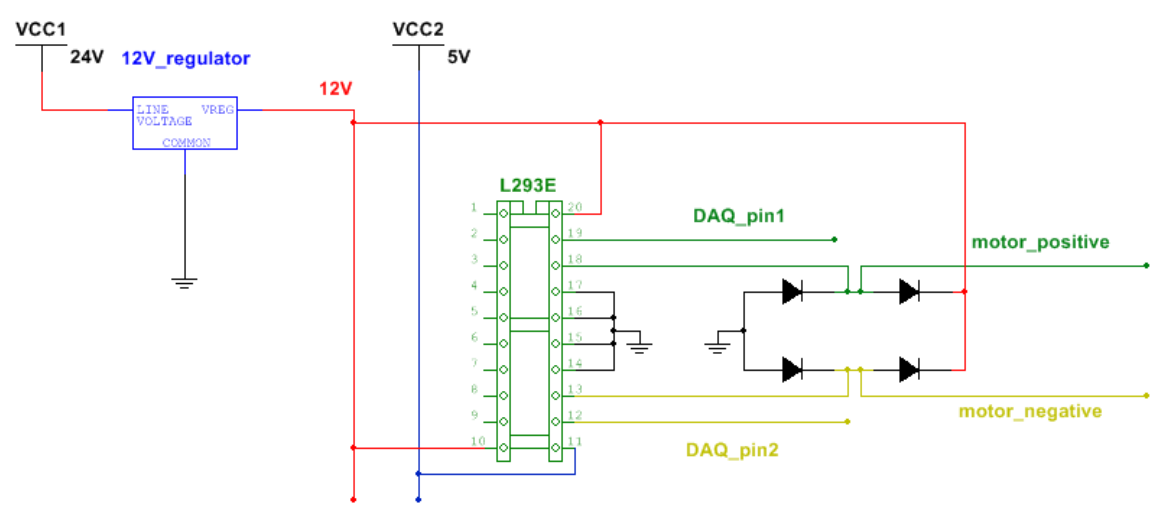 VCC1
24V
12V_regulator
12V
VCC2
5V
LINE VREG
VOLTAGE
COMMON
L293E
1 20
2 19
3 18
4 17
5 16
6 15
7 14
8 13
9 12
10 11
DAQ_pin1
motor_positive
motor_negative
DAQ_pin2